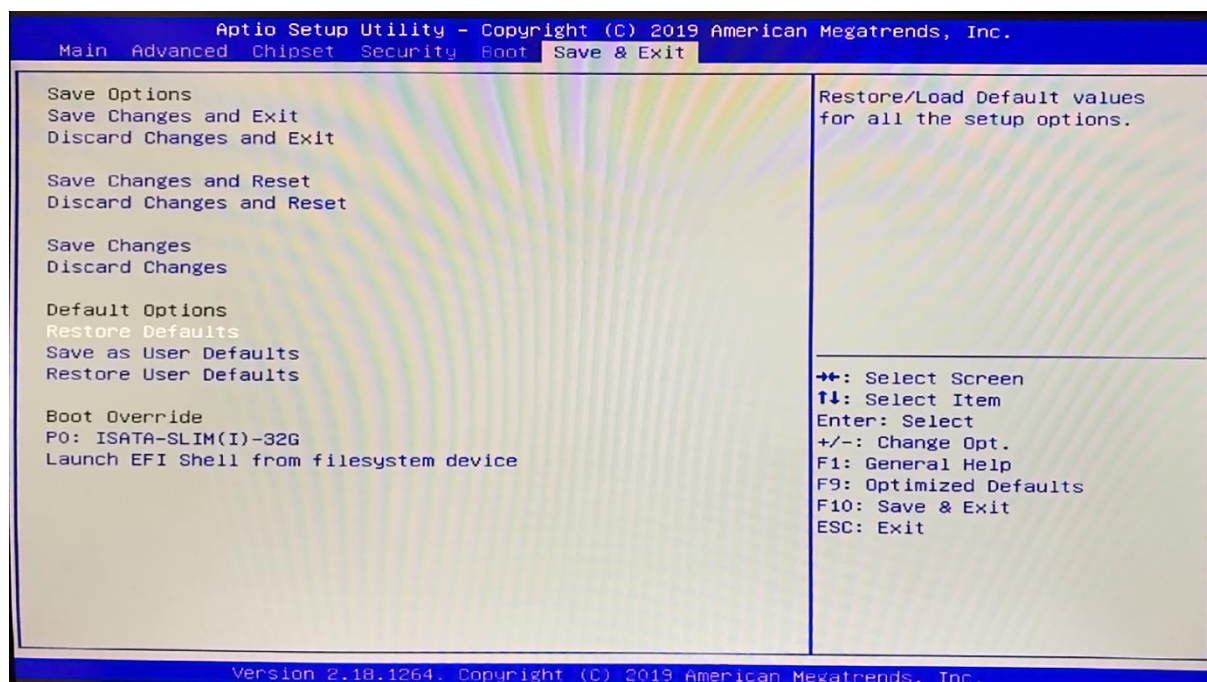 Aptio Setup Utility - Copyright (C) 2019 American Megatrends, Inc.
Main Advanced Chipset Security Boot Save & Exit
Save Options
Save Changes and Exit
Discard Changes and Exit
Save Changes and Reset
Discard Changes and Reset
Save Changes
Discard Changes
Default Options
Restore Defaults
Save as User Defaults
Restore User Defaults
Boot Override
P0: ISATA-SLIM(I)-32G
Launch EFI Shell from filesystem device
Restore/Load Default values
for all the setup options.
→←: Select Screen
↑↓: Select Item
Enter: Select
+/-: Change Opt.
F1: General Help
F9: Optimized Defaults
F10: Save & Exit
ESC: Exit
Version 2.18.1264. Copyright (C) 2019 American Megatrends, Inc.